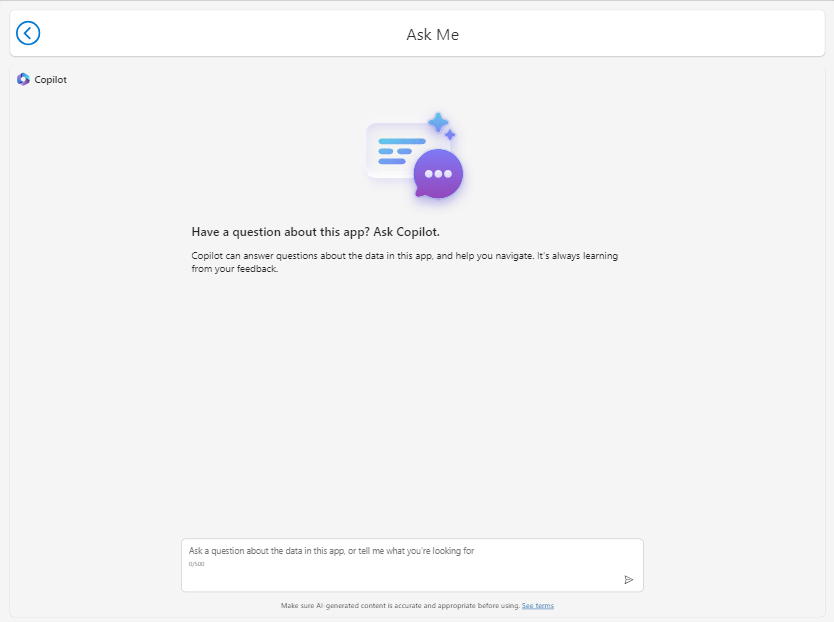 Ask Me
Copilot
Have a question about this app? Ask Copilot.
Copilot can answer questions about the data in this app, and help you navigate. It's always learning
from your feedback.
Ask a question about the data in this app, or tell me what you're looking for
0/500
Make sure AI-generated content is accurate and appropriate before using. See terms